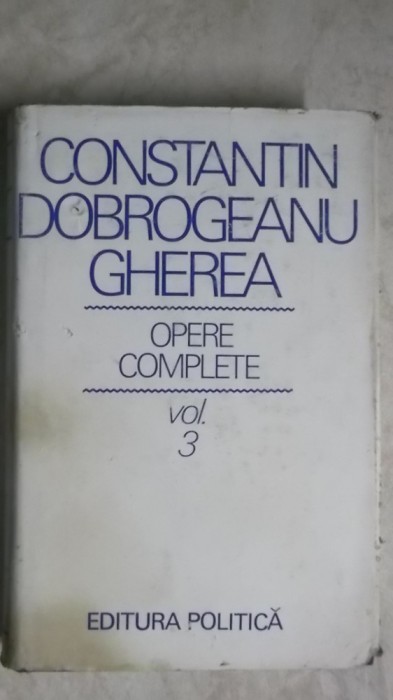 CONSTANTIN
DOBROGEANU
GHEREA
OPERE
COMPLETE
vol.
3
EDITURA POLITICĂ